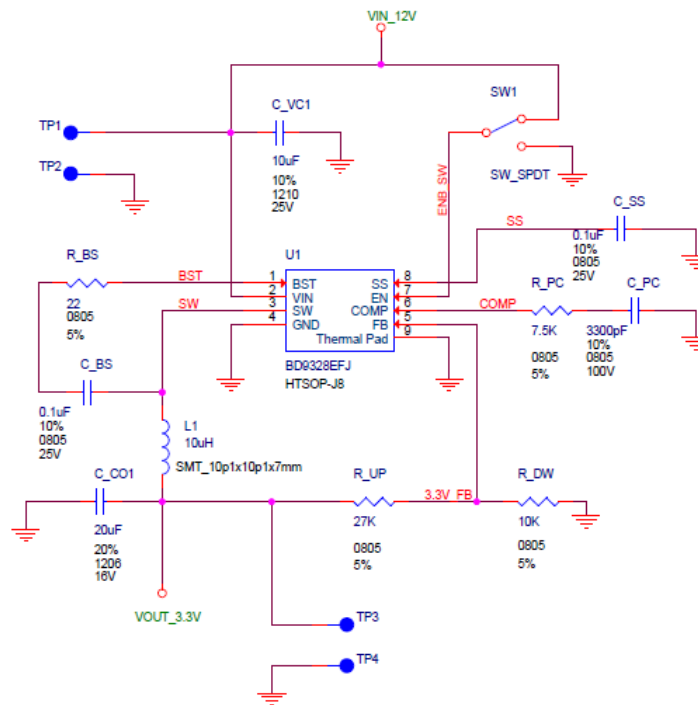 VIN_12V
SW1
C_VC1
TP1
10uF
10%
1210
25V
TP2
SW_SPDT
ENB_SW
C_SS
SS
0.1uF
10%
0805
25V
U1
R_BS
BST
22
0805
5%
SW
1 BST SS 8
2 VIN EN 7
3 SW COMP 6
4 GND FB 5
Thermal Pad 9
BD9328EFJ
HTSOP-J8
COMP
R_PC
7.5K
0805
5%
C_PC
3300pF
10%
0805
100V
C_BS
0.1uF
10%
0805
25V
L1
10uH
SMT_10p1x10p1x7mm
C_CO1
20uF
20%
1206
16V
R_UP
27K
0805
5%
3.3V_FB
R_DW
10K
0805
5%
VOUT_3.3V
TP3
TP4